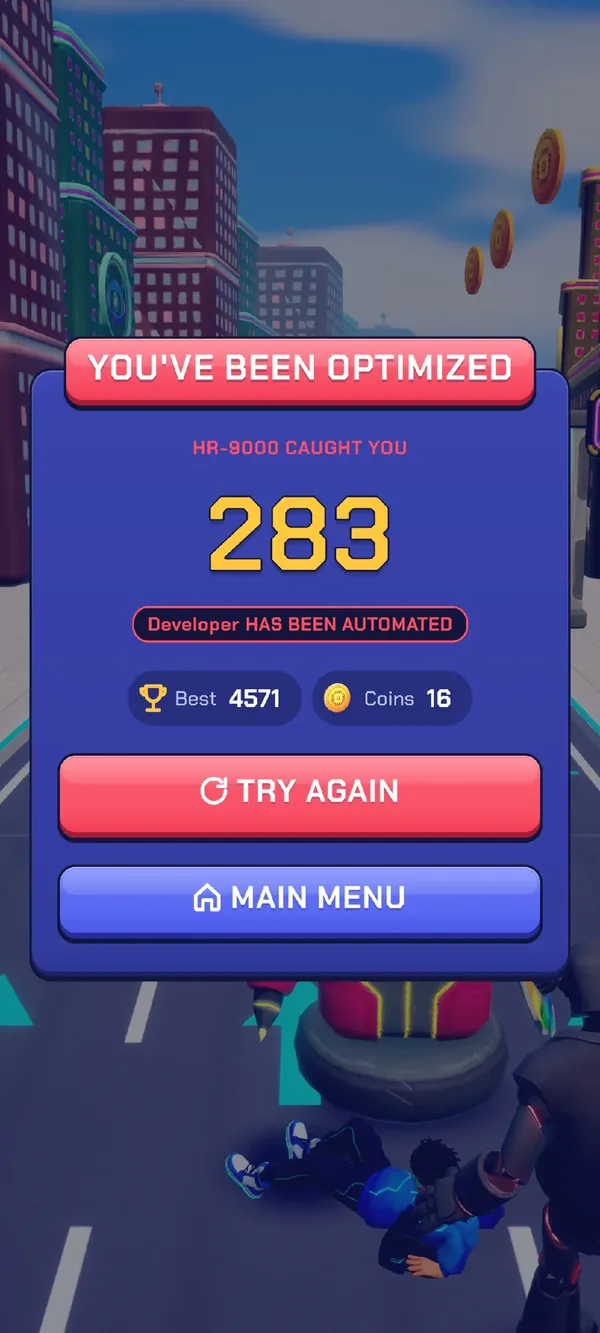 YOU'VE BEEN OPTIMIZED
HR-9000 CAUGHT YOU
283
Developer HAS BEEN AUTOMATED
Best 4571 Coins 16
TRY AGAIN
MAIN MENU